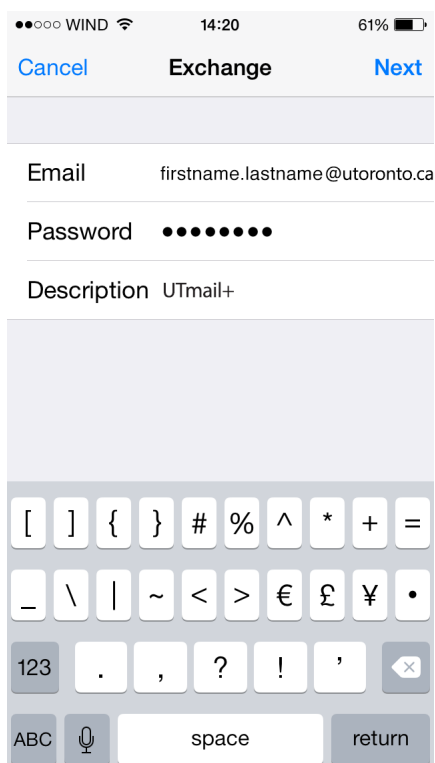 ●●○○○ WIND 14:20 61%
Cancel Exchange Next
Email firstname.lastname@utoronto.ca
Password ●●●●●●●●
Description UTmail+
[ ] { } # % ^ * + =
_ \ | ~ < > € £ ¥ •
123 . , ? ! ’
ABC space return